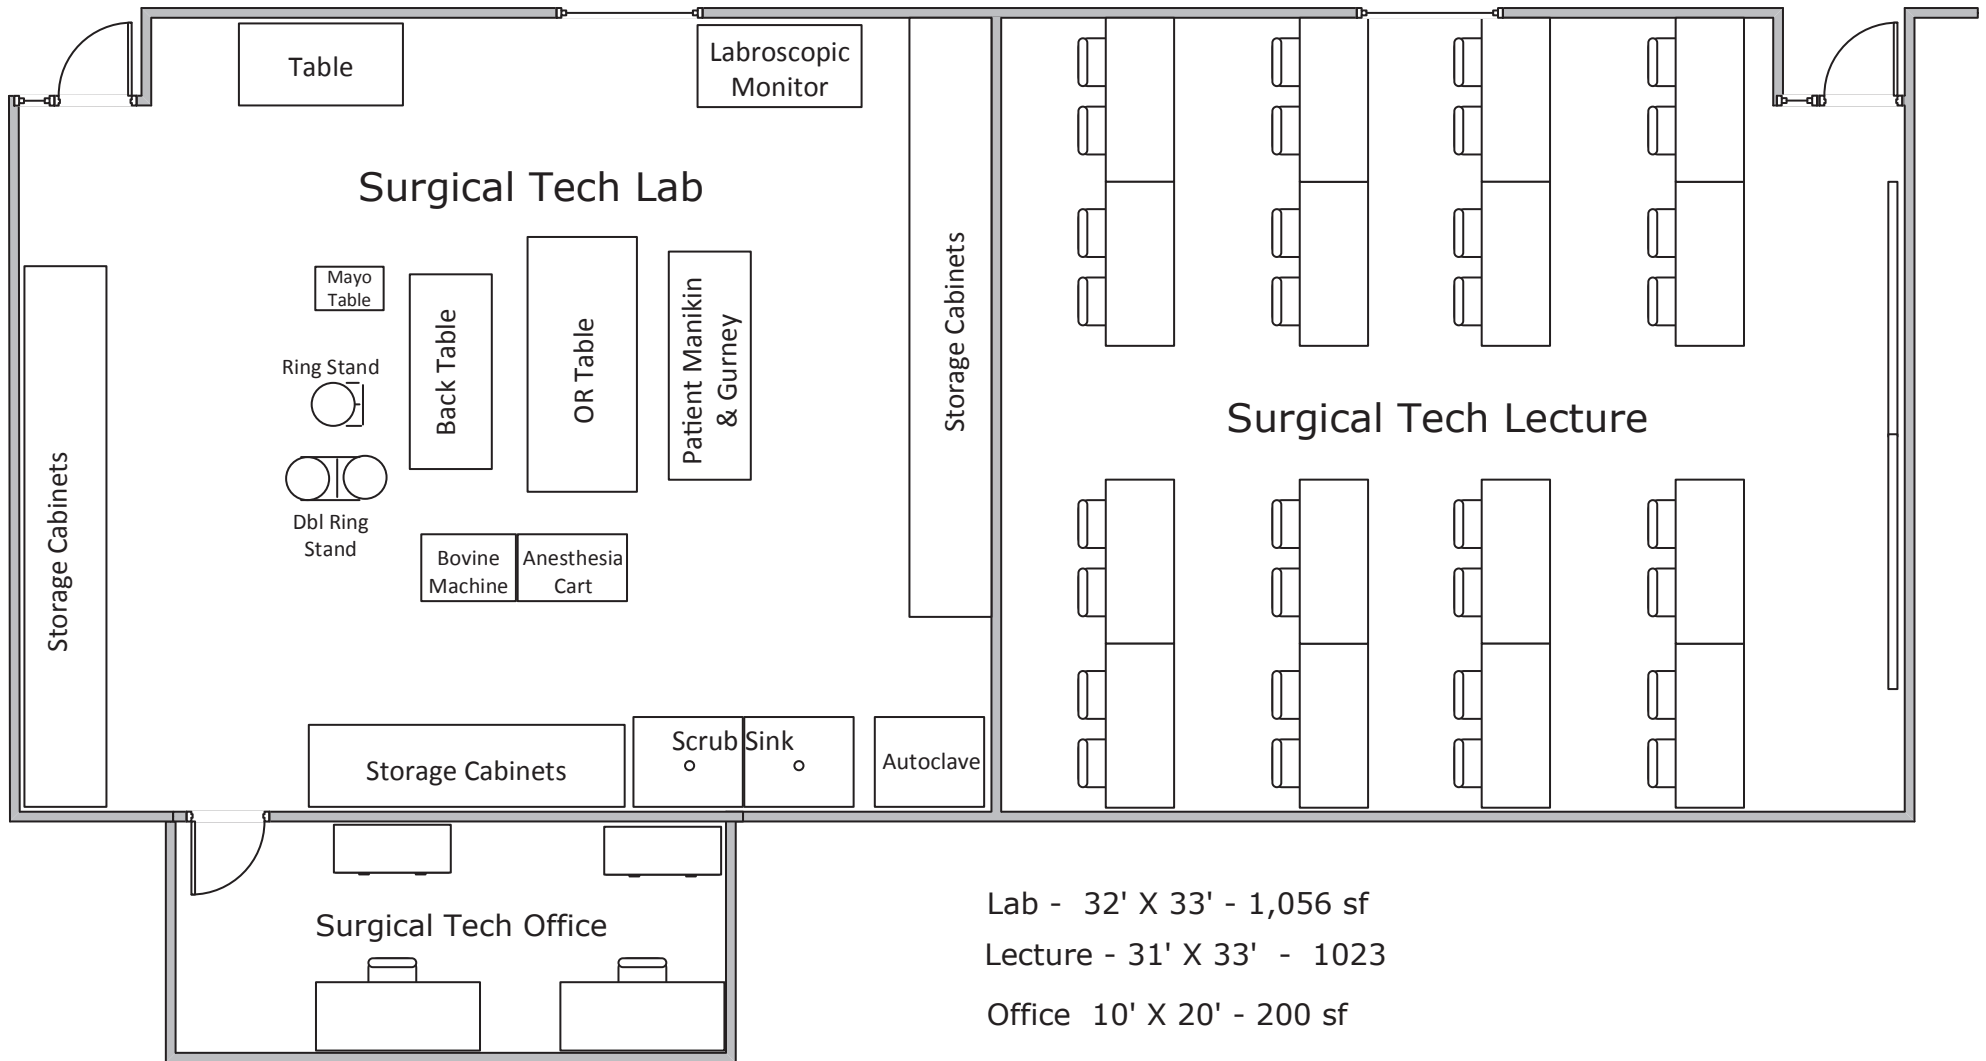 Table
Labroscopic
Monitor
Surgical Tech Lab
Mayo
Table
Ring Stand
Dbl Ring
Stand
Back Table
OR Table
Patient Manikin
& Gurney
Storage Cabinets
Storage Cabinets
Bovine
Machine
Anesthesia
Cart
Storage Cabinets
Scrub Sink
Autoclave
Surgical Tech Lecture
Surgical Tech Office
Lab - 32' X 33' - 1,056 sf
Lecture - 31' X 33' - 1023
Office 10' X 20' - 200 sf